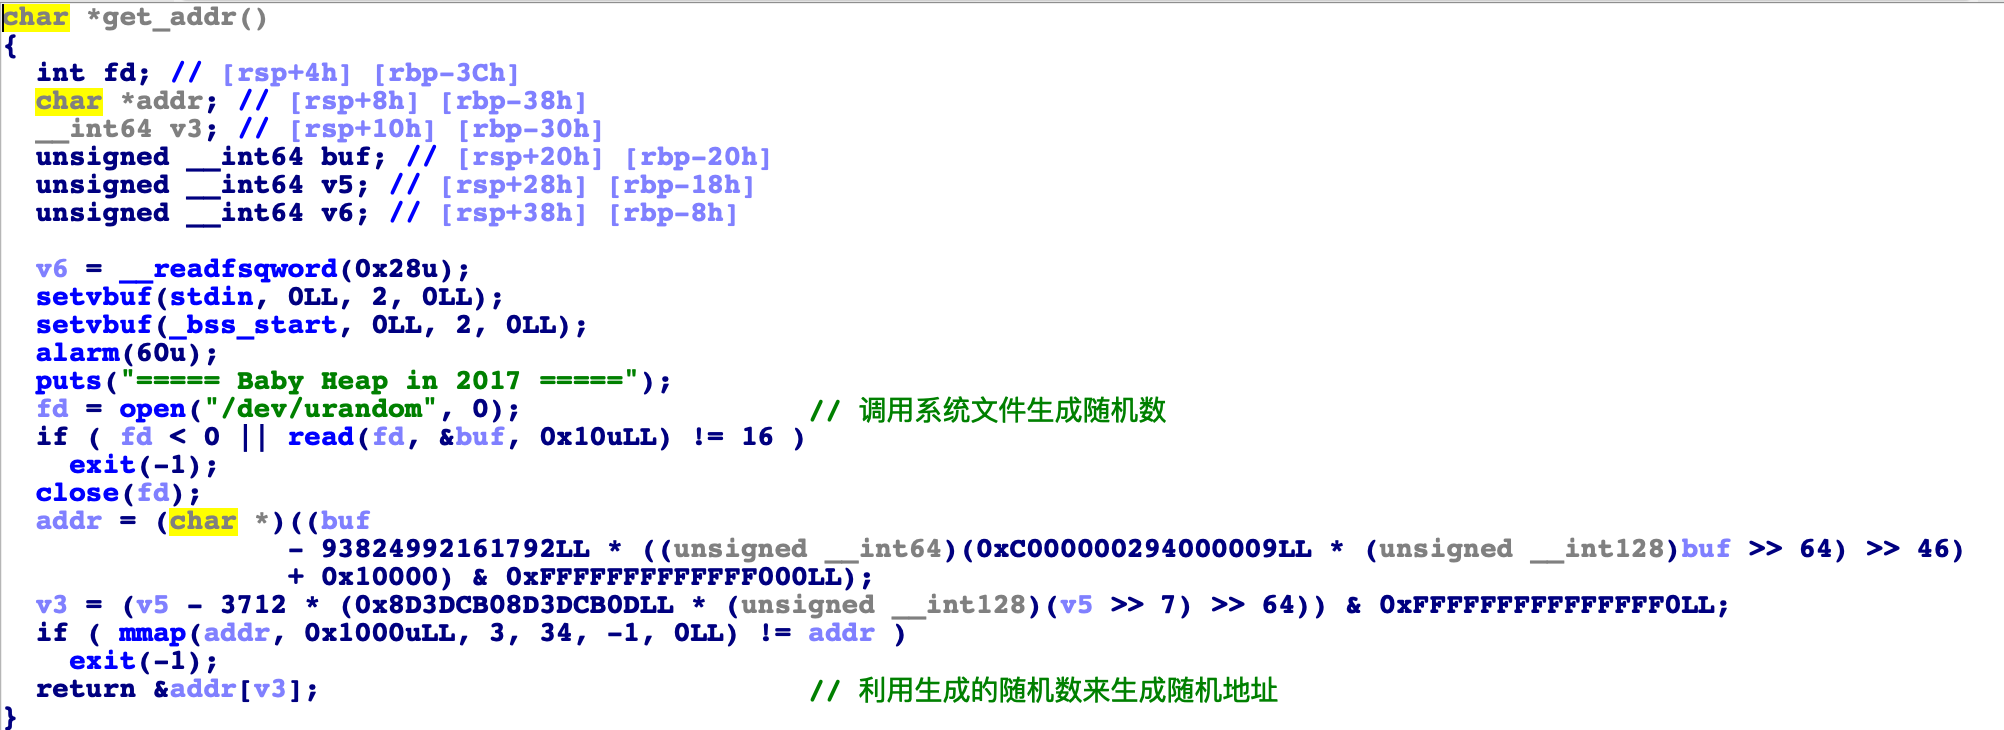 char *get_addr()
{
  int fd; // [rsp+4h] [rbp-3Ch]
  char *addr; // [rsp+8h] [rbp-38h]
  __int64 v3; // [rsp+10h] [rbp-30h]
  unsigned __int64 buf; // [rsp+20h] [rbp-20h]
  unsigned __int64 v5; // [rsp+28h] [rbp-18h]
  unsigned __int64 v6; // [rsp+38h] [rbp-8h]

  v6 = __readfsqword(0x28u);
  setvbuf(stdin, 0LL, 2, 0LL);
  setvbuf(_bss_start, 0LL, 2, 0LL);
  alarm(60u);
  puts("===== Baby Heap in 2017 =====");
  fd = open("/dev/urandom", 0);                 // 调用系统文件生成随机数
  if ( fd < 0 || read(fd, &buf, 0x10uLL) != 16 )
    exit(-1);
  close(fd);
  addr = (char *)((buf
                 - 93824992161792LL * ((unsigned __int64)(0xC000000294000009LL * (unsigned __int128)buf >> 64) >> 46)
                 + 0x10000) & 0xFFFFFFFFFFFFF000LL);
  v3 = (v5 - 3712 * (0x8D3DCB08D3DCB0DLL * (unsigned __int128)(v5 >> 7) >> 64)) & 0xFFFFFFFFFFFFFFF0LL;
  if ( mmap(addr, 0x1000uLL, 3, 34, -1, 0LL) != addr )
    exit(-1);
  return &addr[v3];                             // 利用生成的随机数来生成随机地址
}